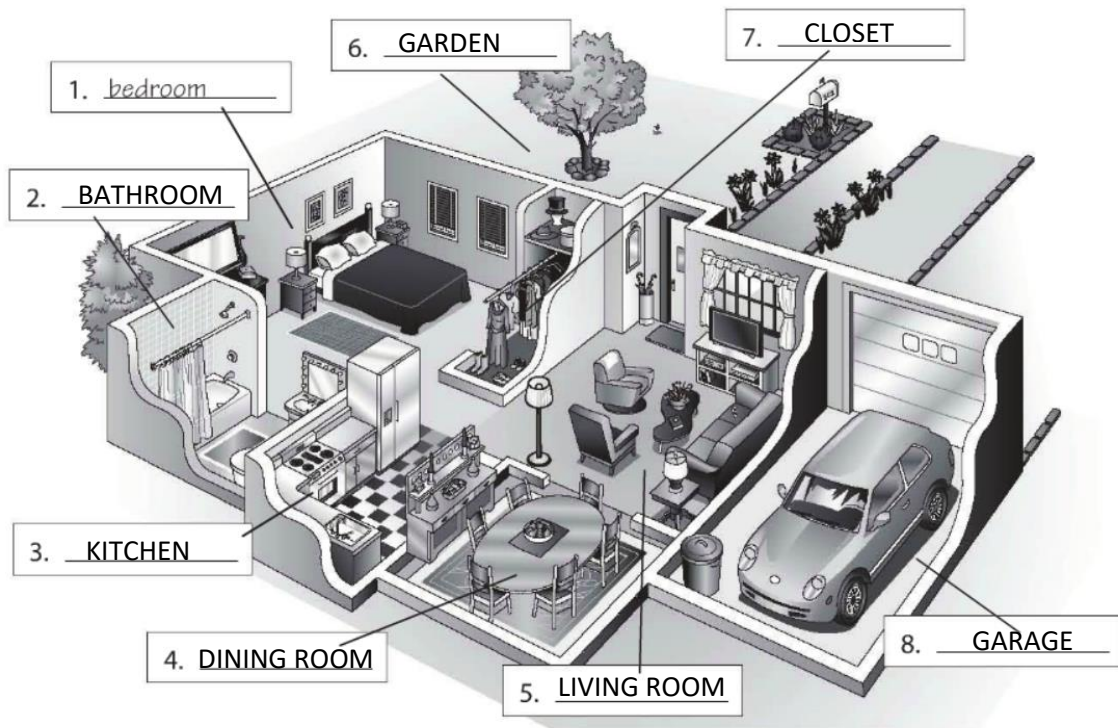 1. bedroom
2. BATHROOM
3. KITCHEN
4. DINING ROOM
5. LIVING ROOM
6. GARDEN
7. CLOSET
8. GARAGE